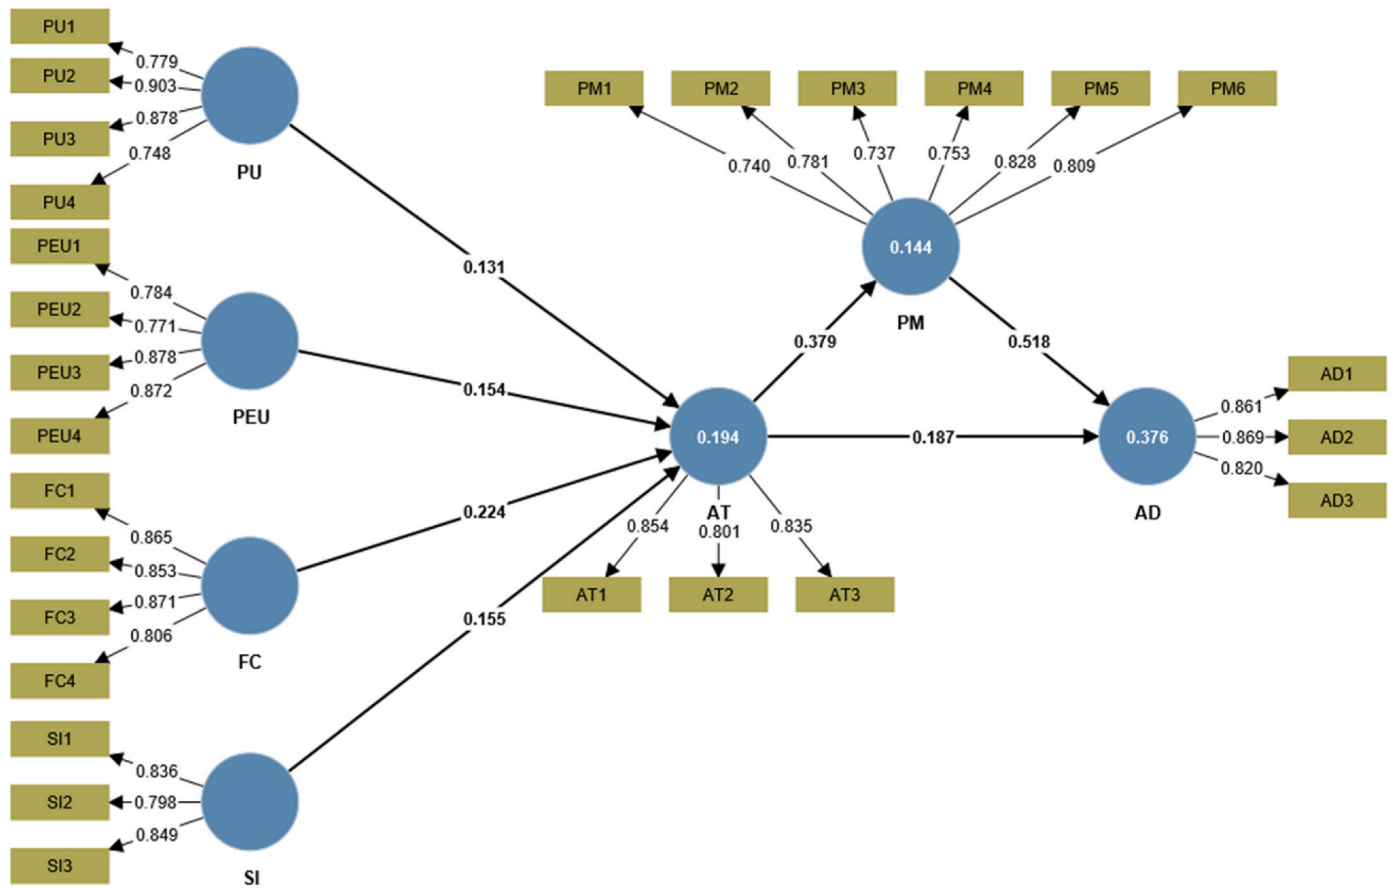 PU1
0.779
PU2
0.903
PU3
0.878
0.748
PU4
PU
PEU1
0.784
PEU2
0.771
PEU3
0.878
0.872
PEU4
PEU
FC1
0.865
FC2
0.853
FC3
0.871
0.806
FC4
FC
SI1
0.836
SI2
0.798
0.849
SI3
SI
0.131
0.154
0.224
0.155
PM1 PM2 PM3 PM4 PM5 PM6
0.740 0.781 0.737 0.753 0.828 0.809
0.144
PM
0.379
0.518
0.194
AT
0.187
0.376
AD
0.854 0.801 0.835
AT1 AT2 AT3
AD1
0.861
0.869
AD2
0.820
AD3